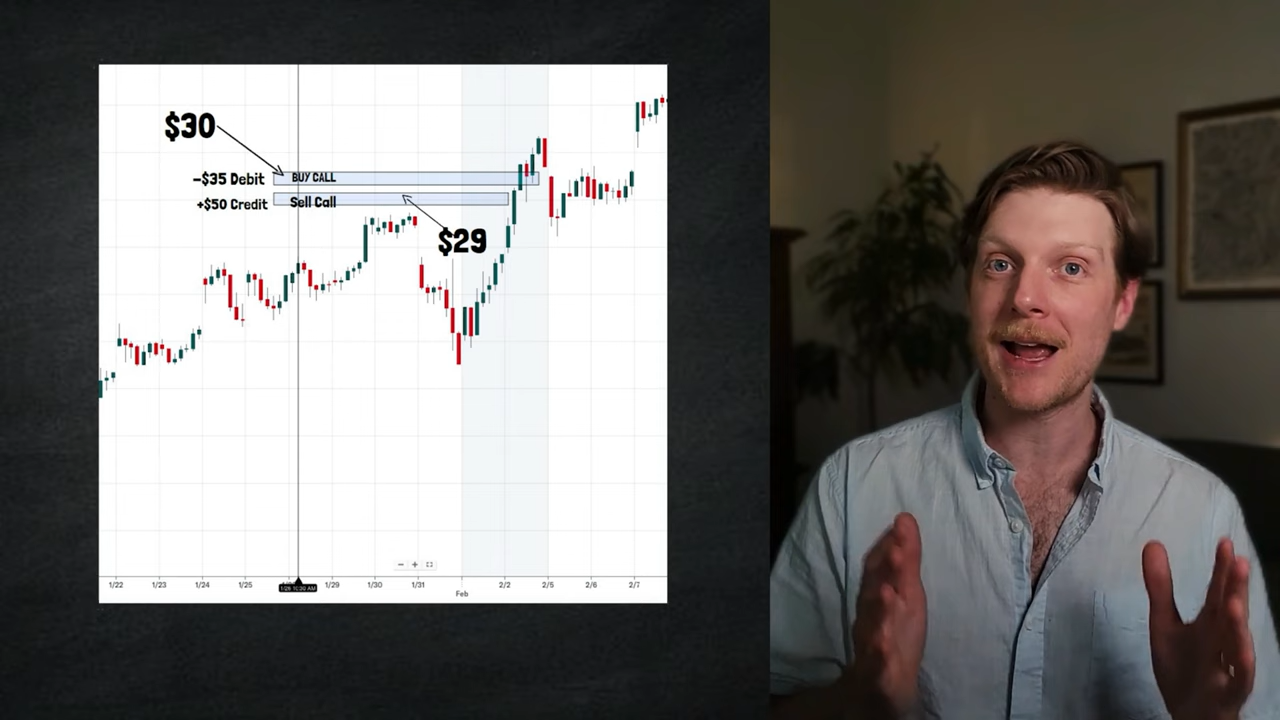 $30
-$35 Debit
BUY CALL
+$50 Credit
Sell Call
$29
1/22
1/23
1/24
1/25
1/29
1/30
1/31
2/2
2/5
2/6
2/7
Feb